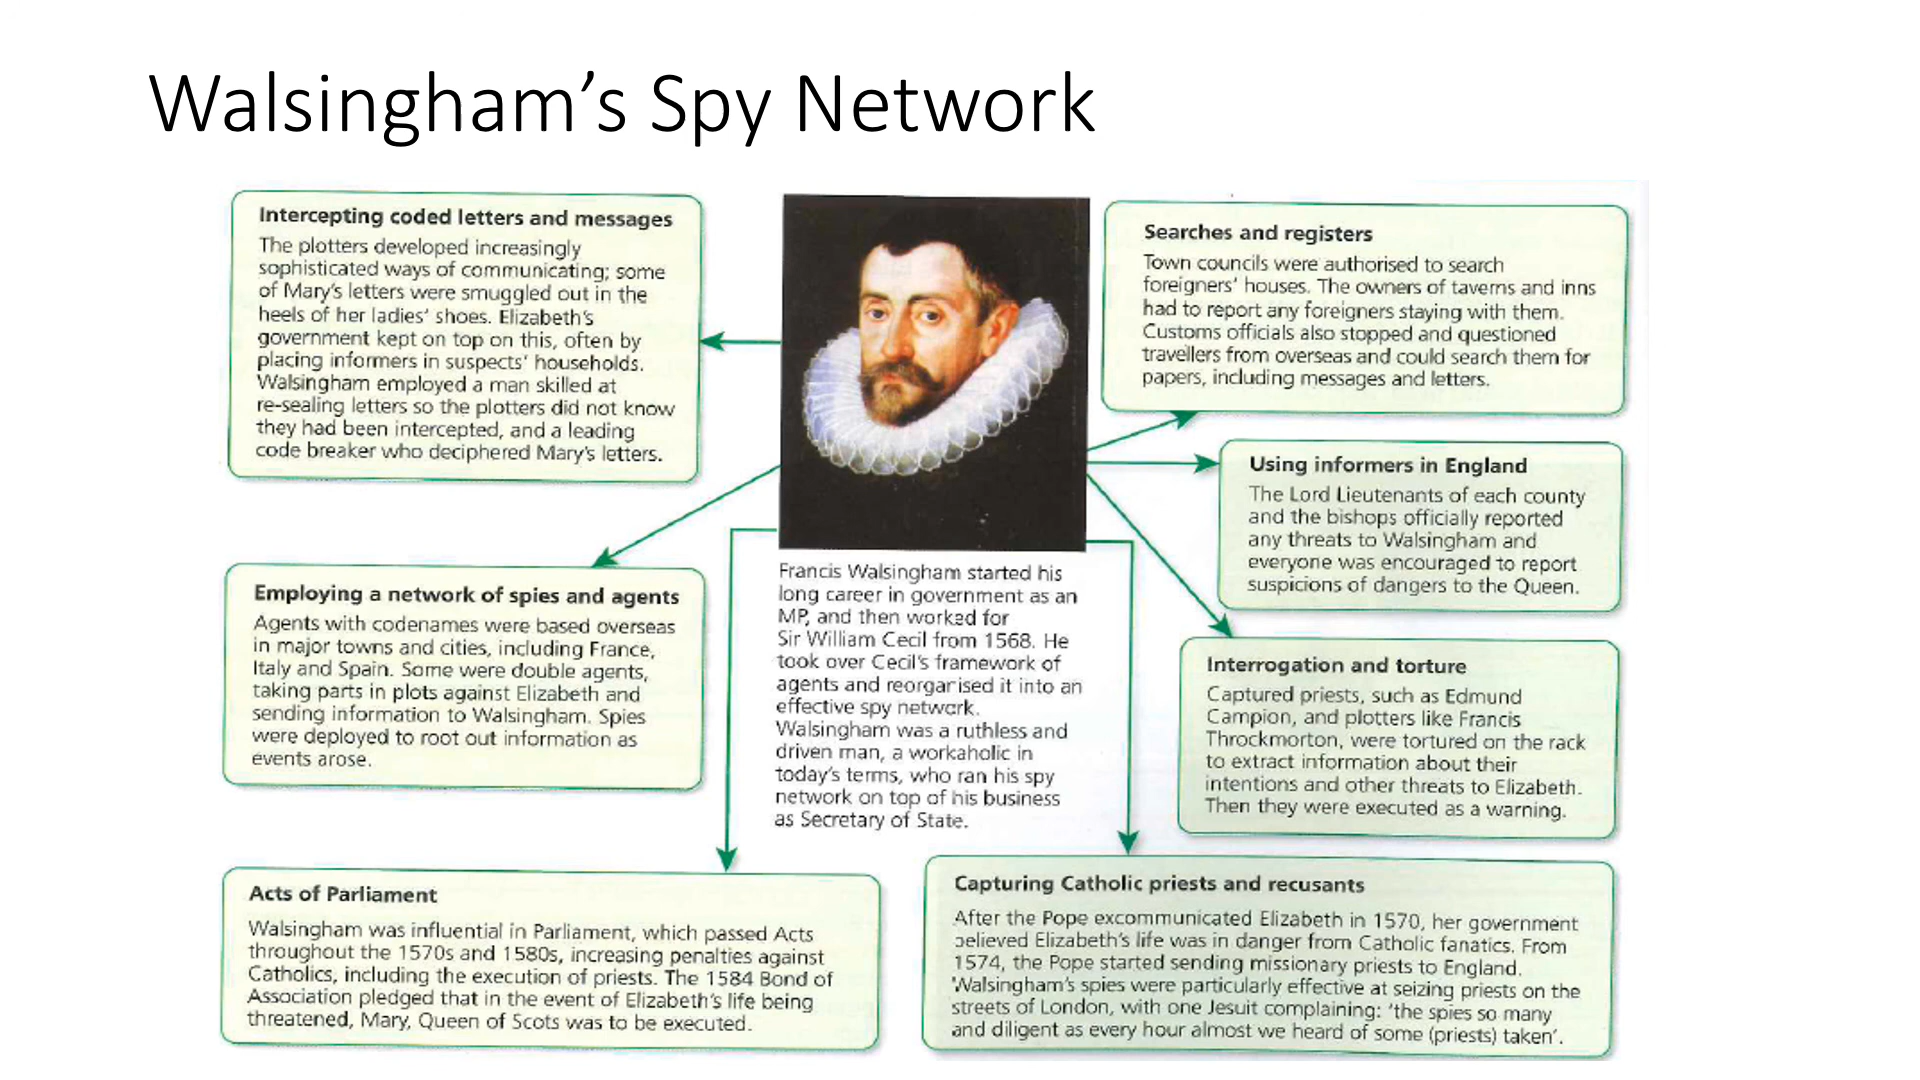 Walsingham’s Spy Network
Intercepting coded letters and messages
The plotters developed increasingly
sophisticated ways of communicating; some
of Mary's letters were smuggled out in the
heels of her ladies' shoes. Elizabeth's
government kept on top on this, often by
placing informers in suspects' households.
Walsingham employed a man skilled at
re-sealing letters so the plotters did not know
they had been intercepted, and a leading
code breaker who deciphered Mary's letters.
Employing a network of spies and agents
Agents with codenames were based overseas
in major towns and cities, including France,
Italy and Spain. Some were double agents,
taking parts in plots against Elizabeth and
sending information to Walsingham. Spies
were deployed to root out information as
events arose.
Francis Walsingham started his
long career in government as an
MP, and then worked for
Sir William Cecil from 1568. He
took over Cecil's framework of
agents and reorganised it into an
effective spy network.
Walsingham was a ruthless and
driven man, a workaholic in
today's terms, who ran his spy
network on top of his business
as Secretary of State.
Searches and registers
Town councils were authorised to search
foreigners' houses. The owners of taverns and inns
had to report any foreigners staying with them.
Customs officials also stopped and questioned
travellers from overseas and could search them for
papers, including messages and letters.
Using informers in England
The Lord Lieutenants of each county
and the bishops officially reported
any threats to Walsingham and
everyone was encouraged to report
suspicions of dangers to the Queen.
Interrogation and torture
Captured priests, such as Edmund
Campion, and plotters like Francis
Throckmorton, were tortured on the rack
to extract information about their
intentions and other threats to Elizabeth.
Then they were executed as a warning.
Acts of Parliament
Walsingham was influential in Parliament, which passed Acts
throughout the 1570s and 1580s, increasing penalties against
Catholics, including the execution of priests. The 1584 Bond of
Association pledged that in the event of Elizabeth's life being
threatened, Mary, Queen of Scots was to be executed.
Capturing Catholic priests and recusants
After the Pope excommunicated Elizabeth in 1570, her government
believed Elizabeth's life was in danger from Catholic fanatics. From
1574, the Pope started sending missionary priests to England.
Walsingham's spies were particularly effective at seizing priests on the
streets of London, with one Jesuit complaining: 'the spies so many
and diligent as every hour almost we heard of some (priests) taken'.